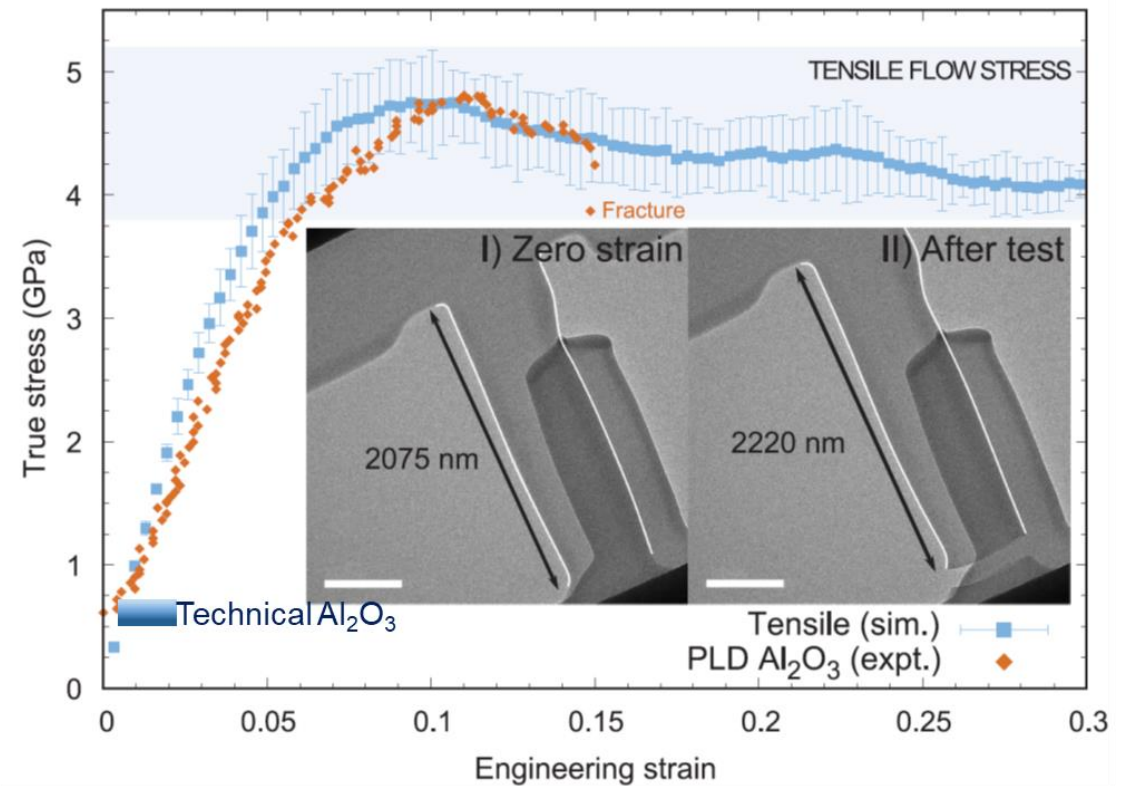 5
4
3
2
1
0
True stress (GPa)
TENSILE FLOW STRESS
Fracture
I) Zero strain
II) After test
2075 nm
2220 nm
Technical Al₂O₃
Tensile (sim.)
PLD Al₂O₃ (expt.)
0 0.05 0.1 0.15 0.2 0.25 0.3
Engineering strain